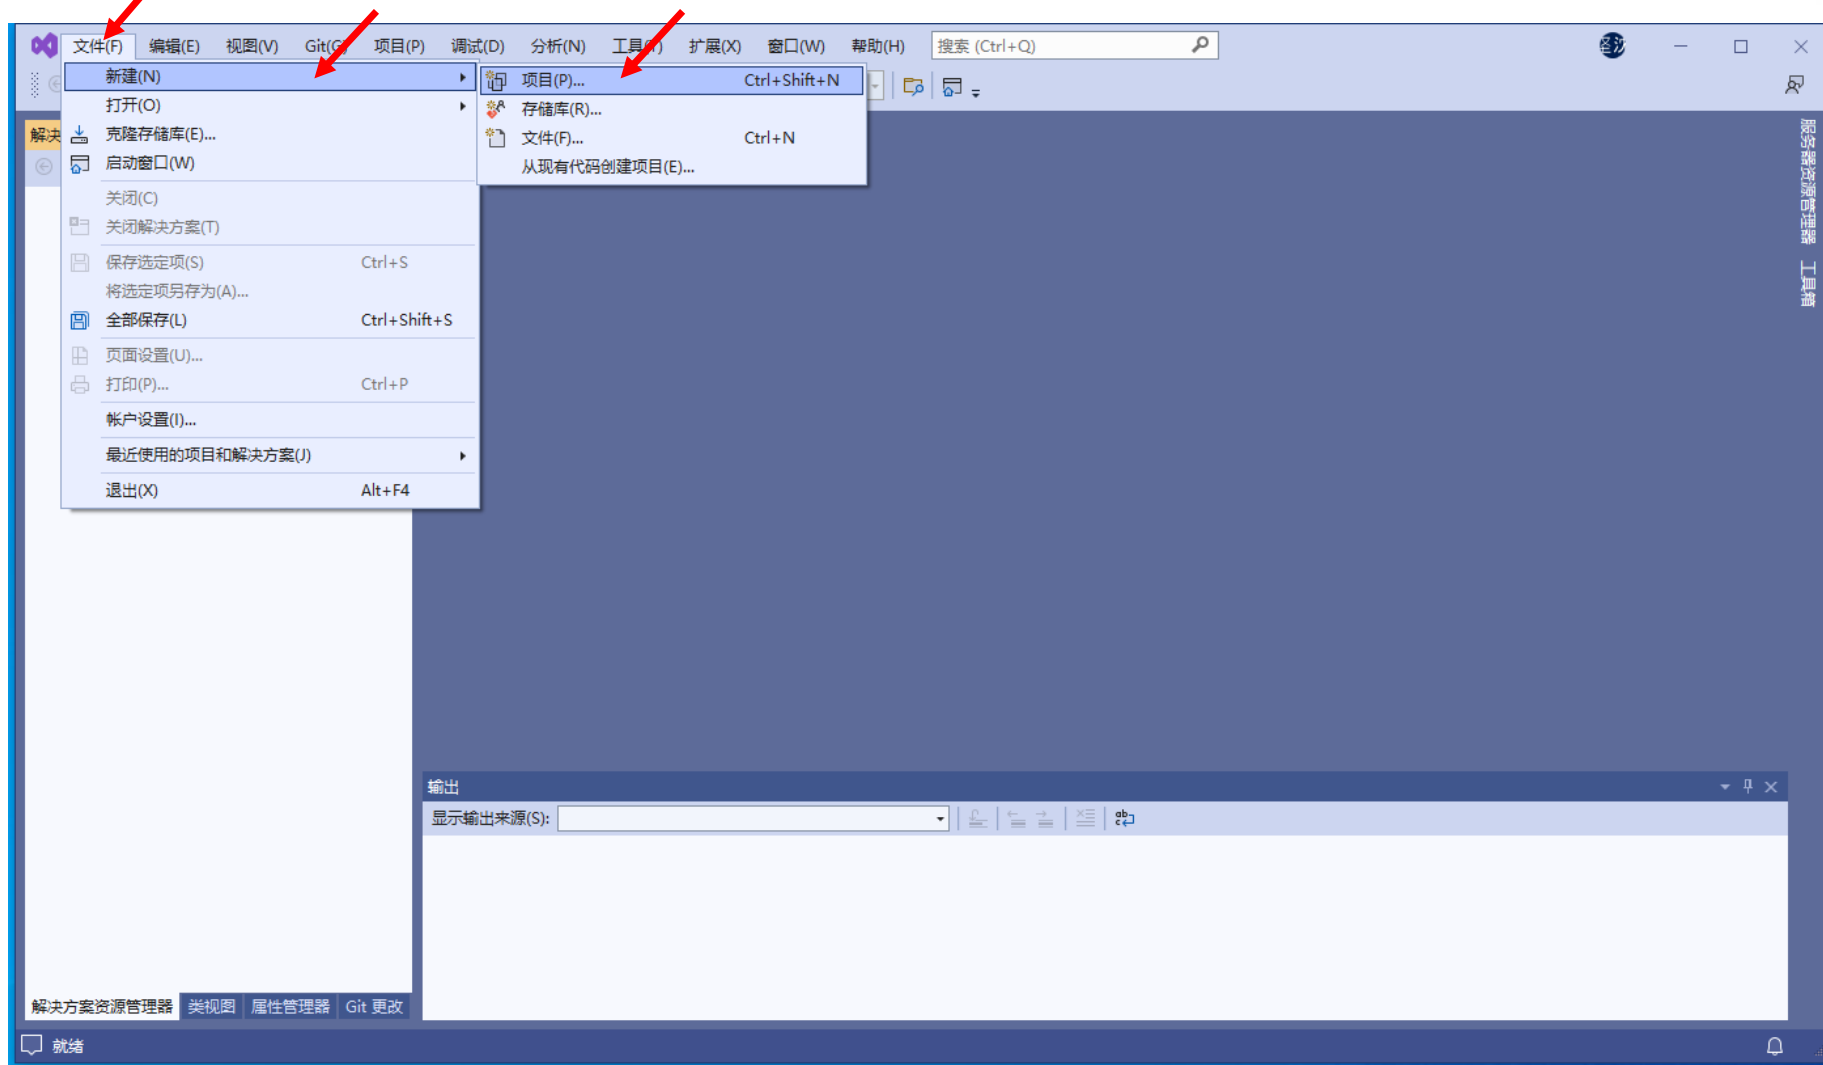 文件(F) 编辑(E) 视图(V) Git(G) 项目(P) 调试(D) 分析(N) 工具(T) 扩展(X) 窗口(W) 帮助(H) 搜索 (Ctrl+Q)
新建(N)
打开(O)
克隆存储库(E)...
启动窗口(W)
关闭(C)
关闭解决方案(T)
保存选定项(S) Ctrl+S
将选定项另存为(A)...
全部保存(L) Ctrl+Shift+S
页面设置(U)...
打印(P)... Ctrl+P
帐户设置(I)...
最近使用的项目和解决方案(J)
退出(X) Alt+F4
项目(P)... Ctrl+Shift+N
存储库(R)...
文件(F)... Ctrl+N
从现有代码创建项目(E)...
解决
服务器资源管理器
工具箱
输出
显示输出来源(S):
解决方案资源管理器 类视图 属性管理器 Git 更改
就绪